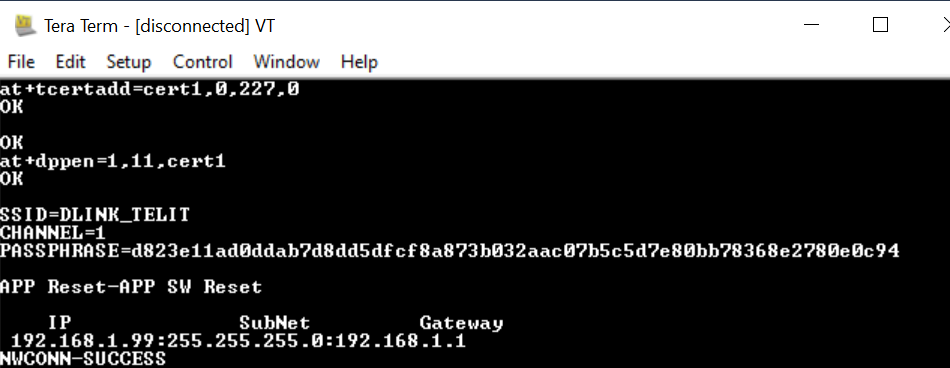 Tera Term - [disconnected] VT
File Edit Setup Control Window Help
at+tcertadd=cert1,0,227,0
OK
OK
at+dppen=1,11,cert1
OK
SSID=DLINK_TELIT
CHANNEL=1
PASSPHRASE=d823e11ad0ddab7d8dd5dfcf8a873b032aac07b5c5d7e80bb78368e2780e0c94
APP Reset-APP SW Reset
IP SubNet Gateway
192.168.1.99:255.255.255.0:192.168.1.1
NWCONN-SUCCESS